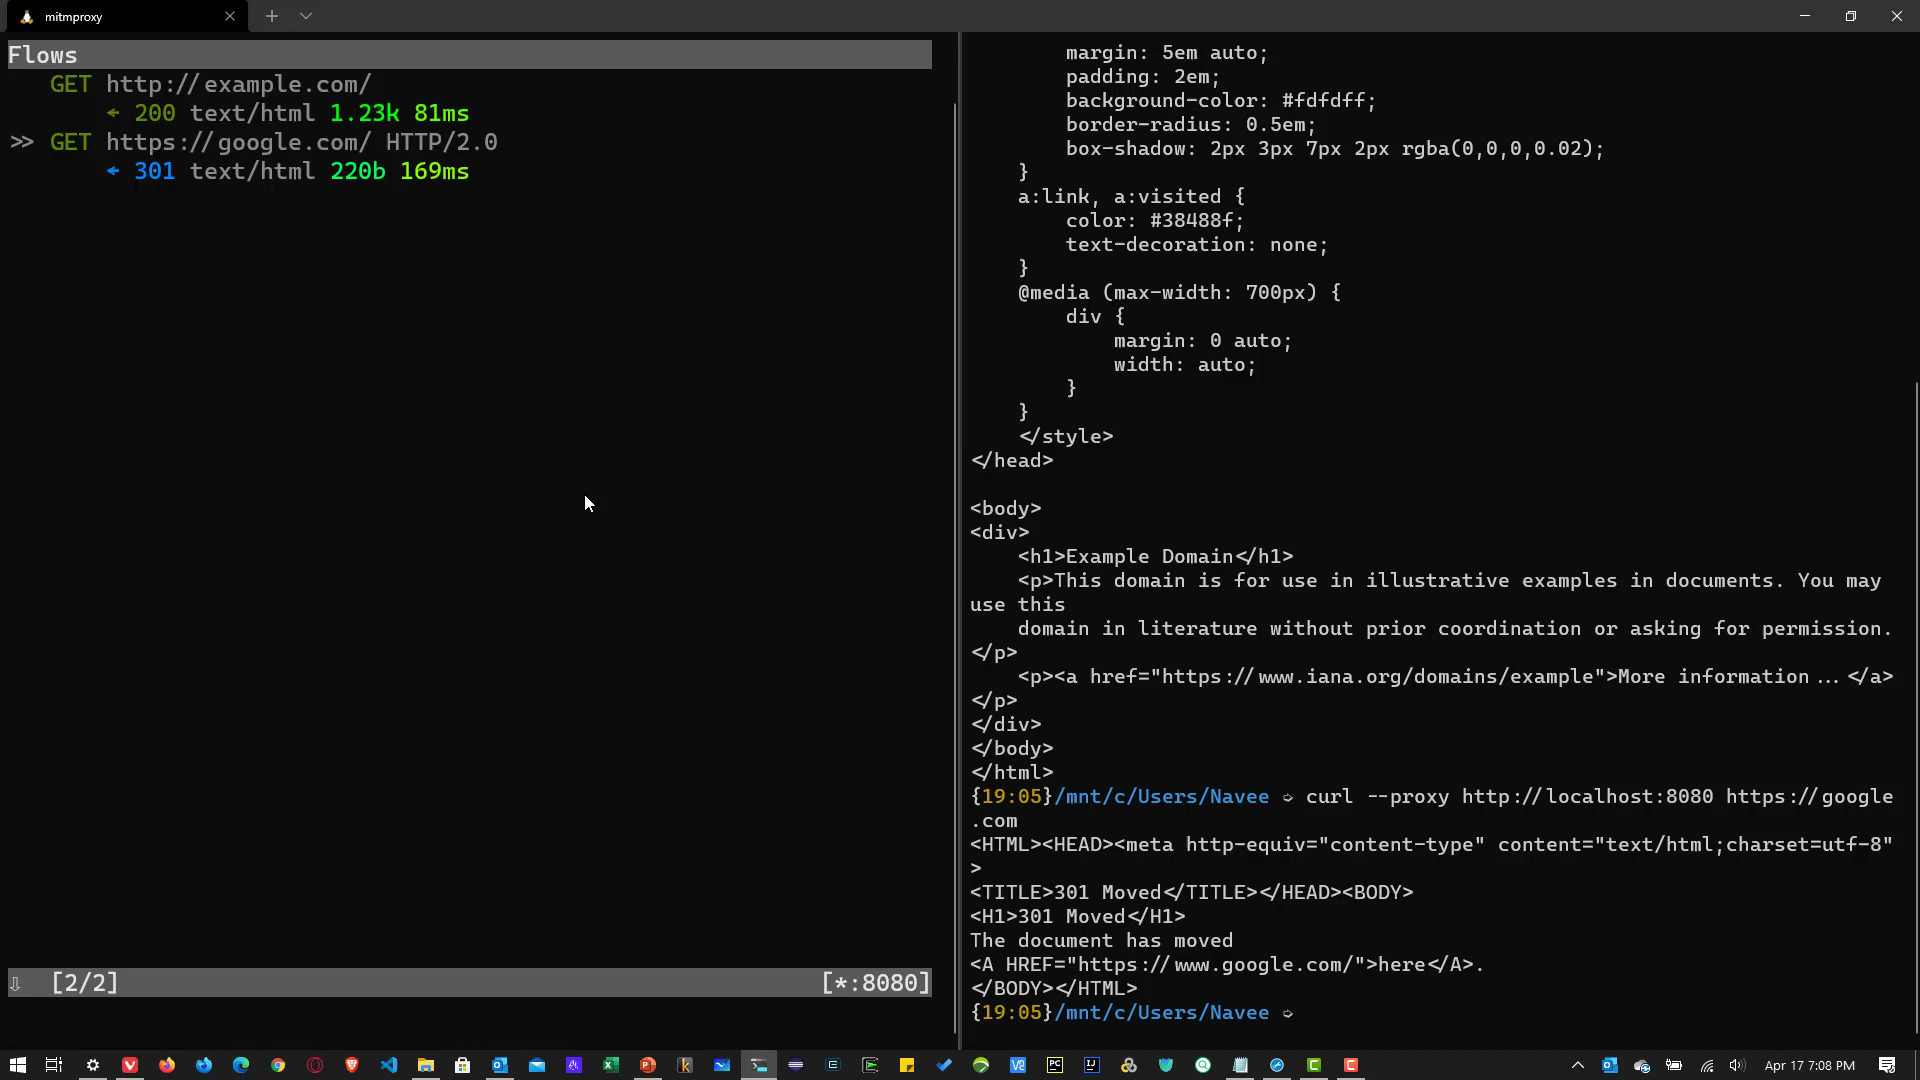 mitmproxy
Flows
GET http://example.com/
← 200 text/html 1.23k 81ms
>> GET https://google.com/ HTTP/2.0
← 301 text/html 220b 169ms
⇩ [2/2] [*:8080]
margin: 5em auto;
padding: 2em;
background-color: #fdfdff;
border-radius: 0.5em;
box-shadow: 2px 3px 7px 2px rgba(0,0,0,0.02);
}
a:link, a:visited {
color: #38488f;
text-decoration: none;
}
@media (max-width: 700px) {
div {
margin: 0 auto;
width: auto;
}
}
</style>
</head>
<body>
<div>
<h1>Example Domain</h1>
<p>This domain is for use in illustrative examples in documents. You may
use this
domain in literature without prior coordination or asking for permission.
</p>
<p><a href="https://www.iana.org/domains/example">More information...</a>
</p>
</div>
</body>
</html>
{19:05}/mnt/c/Users/Navee ➭ curl --proxy http://localhost:8080 https://google
.com
<HTML><HEAD><meta http-equiv="content-type" content="text/html;charset=utf-8"
>
<TITLE>301 Moved</TITLE></HEAD><BODY>
<H1>301 Moved</H1>
The document has moved
<A HREF="https://www.google.com/">here</A>.
</BODY></HTML>
{19:05}/mnt/c/Users/Navee ➭
Apr 17 7:08 PM